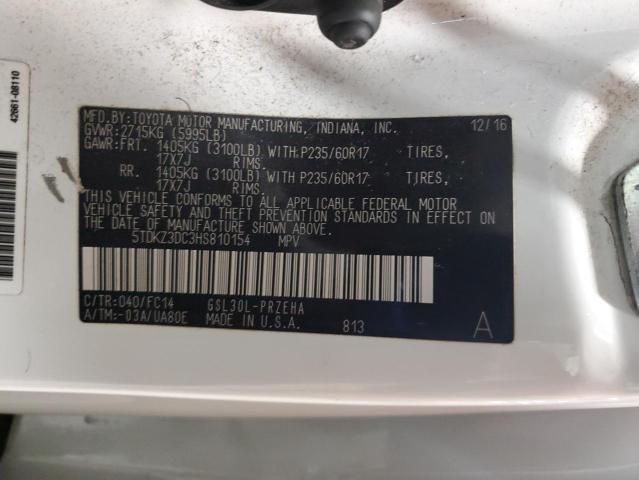 42661-08110
MFD.BY:TOYOTA MOTOR MANUFACTURING, INDIANA, INC. 12/16
GVWR: 2715KG (5995LB)
GAWR:FRT. 1405KG (3100LB) WITH P235/60R17 TIRES,
17X7J RIMS.
RR. 1405KG (3100LB) WITH P235/60R17 TIRES,
17X7J RIMS.
THIS VEHICLE CONFORMS TO ALL APPLICABLE FEDERAL MOTOR
VEHICLE SAFETY AND THEFT PREVENTION STANDARDS IN EFFECT ON
THE DATE OF MANUFACTURE SHOWN ABOVE.
5TDKZ3DC3HS810154 MPV
C/TR:040/FC14 GSL30L-PRZEHA
A/TM:-03A/UA80E MADE IN U.S.A. 813 A